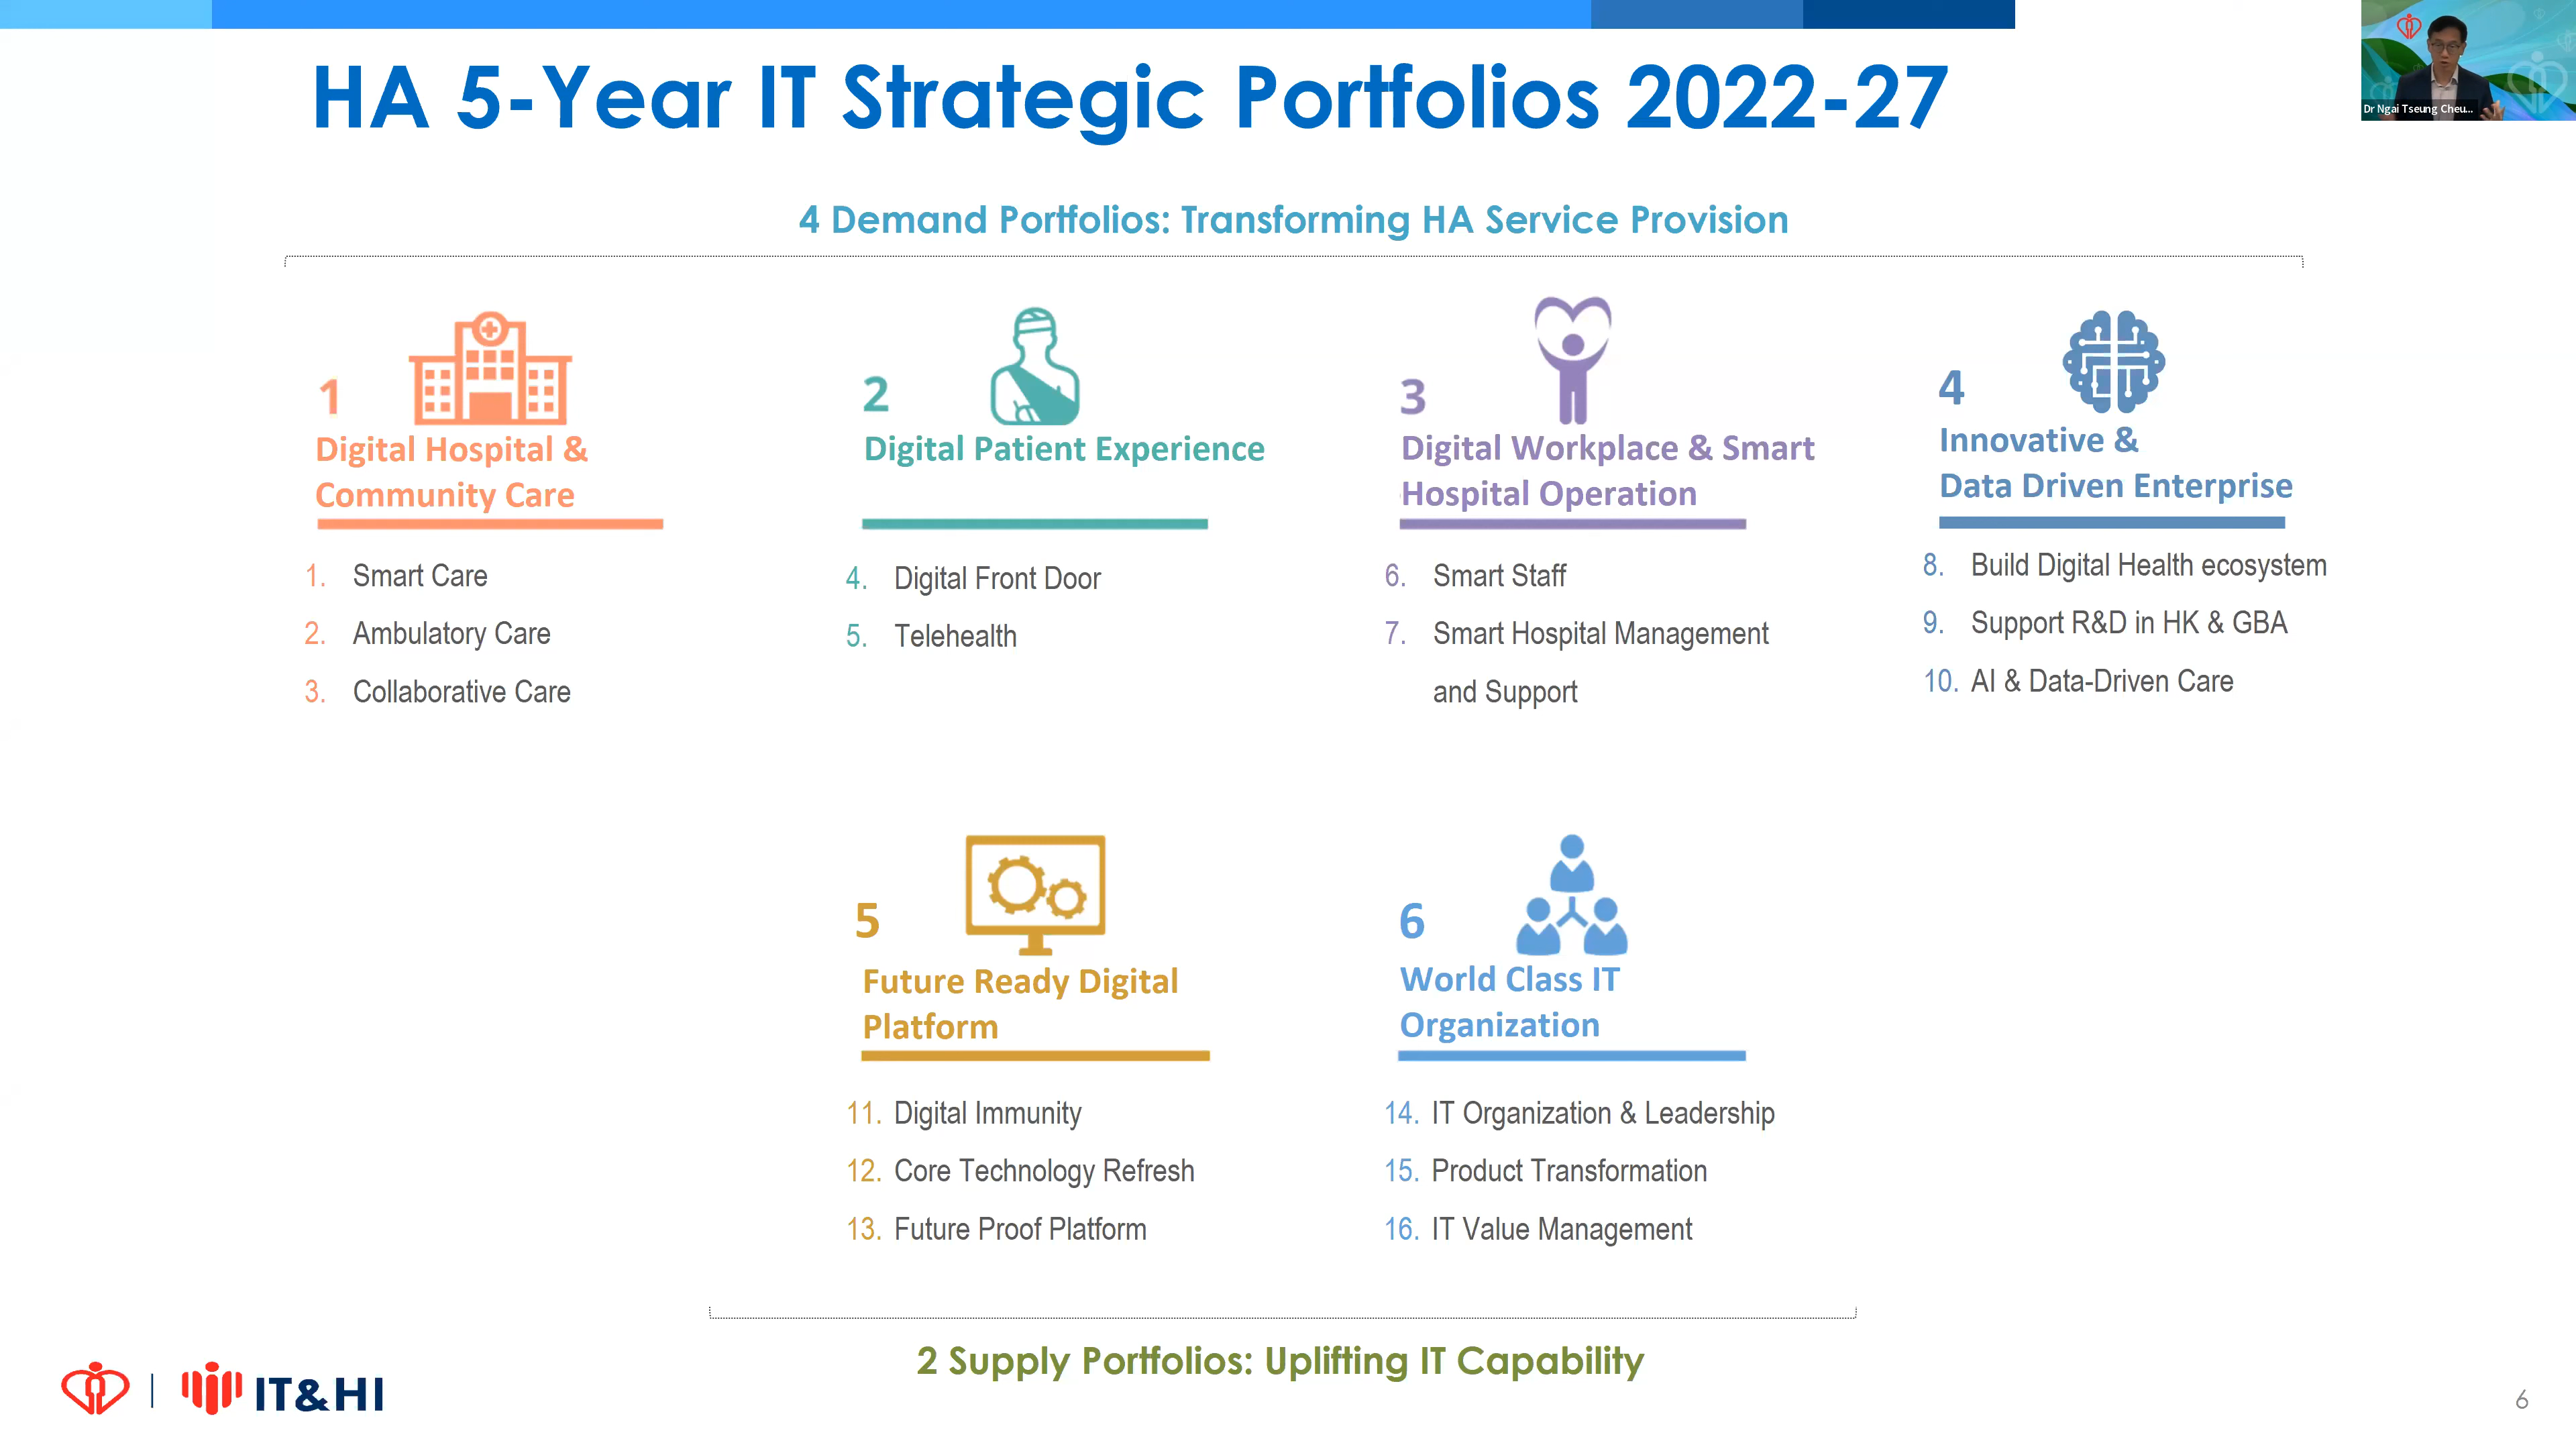 HA 5-Year IT Strategic Portfolios 2022-27
Dr Ngai Tseung Cheu...
4 Demand Portfolios: Transforming HA Service Provision
1
Digital Hospital &
Community Care
1. Smart Care
2. Ambulatory Care
3. Collaborative Care
2
Digital Patient Experience
4. Digital Front Door
5. Telehealth
3
Digital Workplace & Smart
Hospital Operation
6. Smart Staff
7. Smart Hospital Management
and Support
4
Innovative &
Data Driven Enterprise
8. Build Digital Health ecosystem
9. Support R&D in HK & GBA
10. AI & Data-Driven Care
5
Future Ready Digital
Platform
11. Digital Immunity
12. Core Technology Refresh
13. Future Proof Platform
6
World Class IT
Organization
14. IT Organization & Leadership
15. Product Transformation
16. IT Value Management
2 Supply Portfolios: Uplifting IT Capability
IT&HI
6